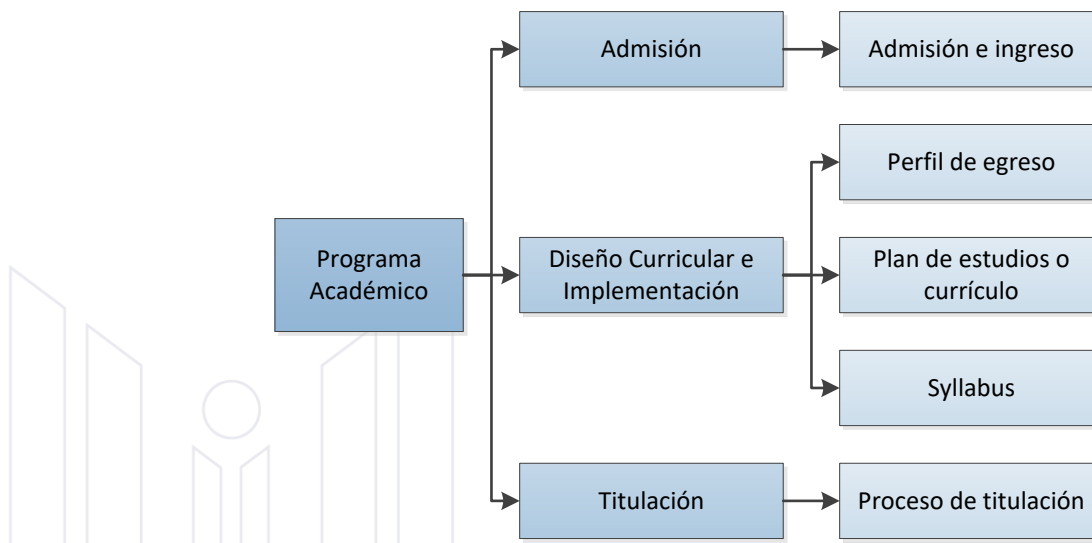 Admisión
Admisión e ingreso
Perfil de egreso
Programa
Académico
Diseño Curricular e
Implementación
Plan de estudios o
currículo
Syllabus
Titulación
Proceso de titulación